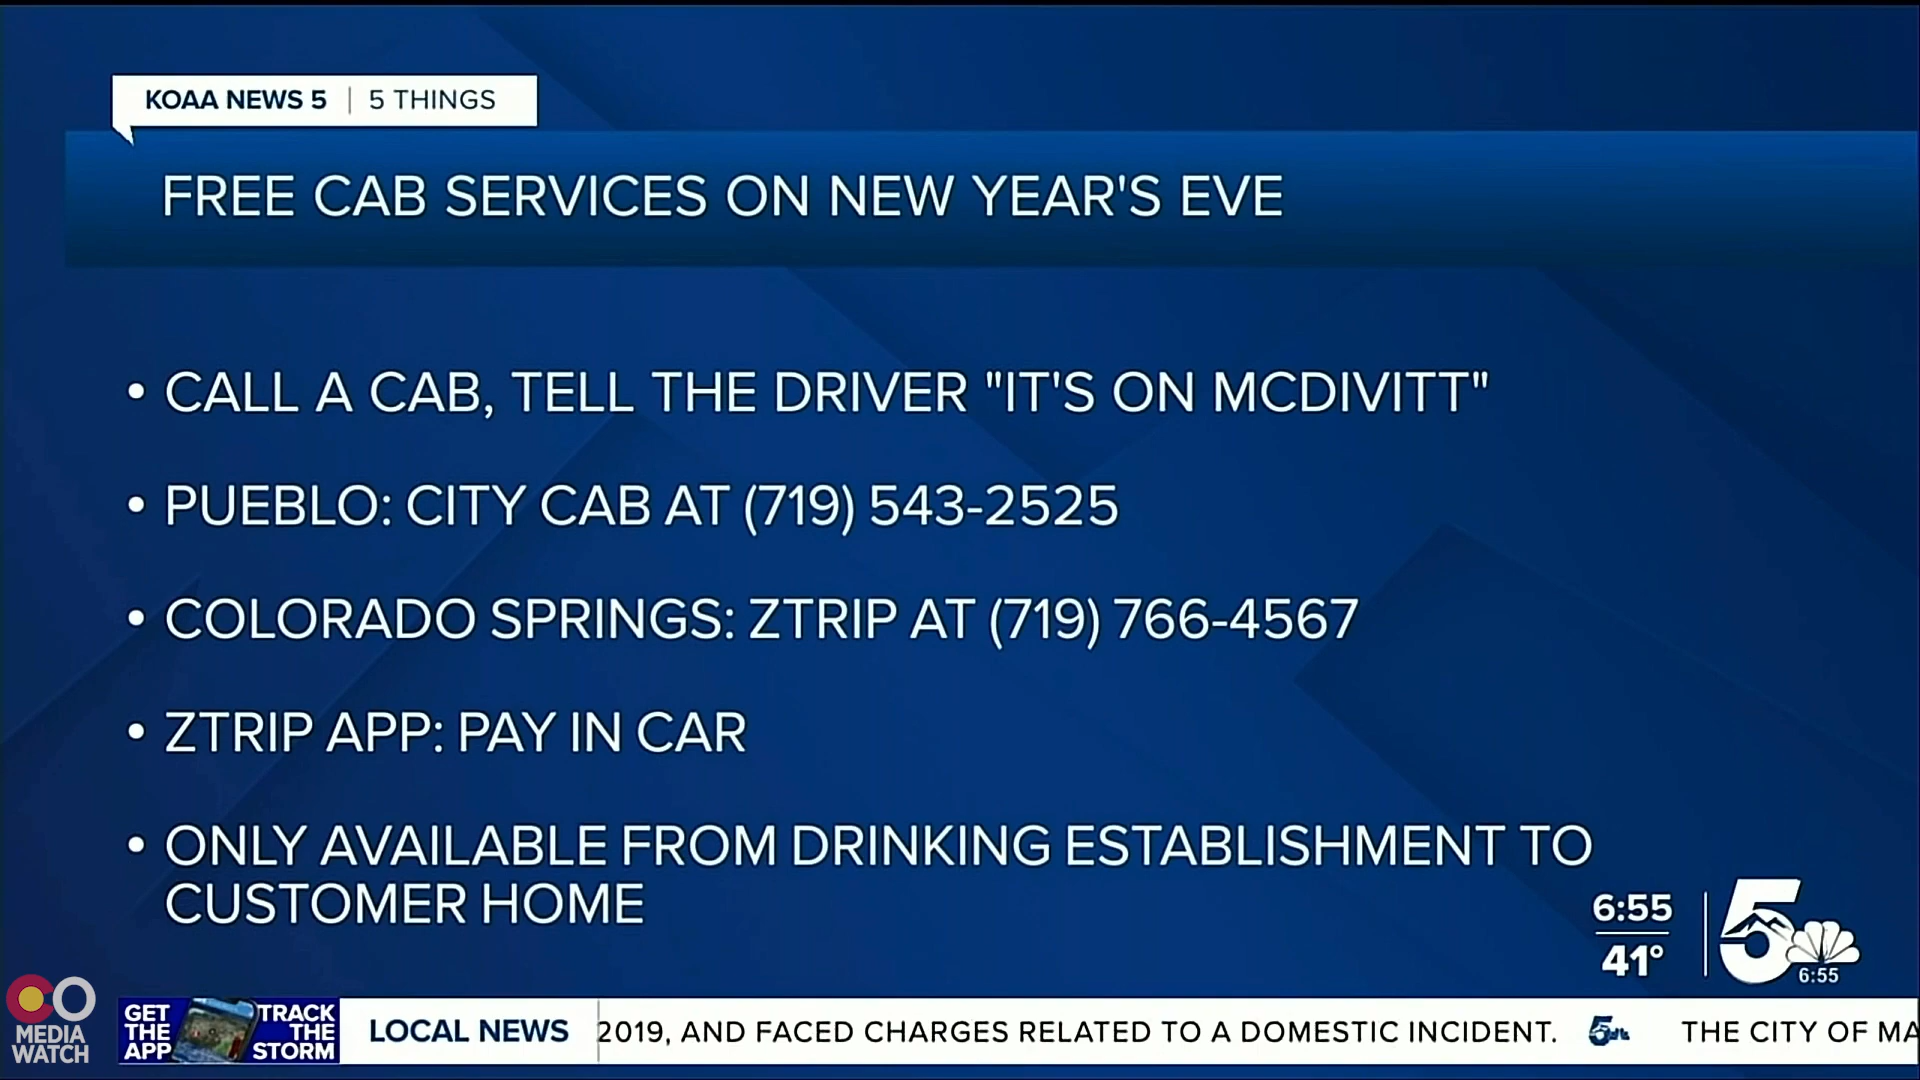 KOAA NEWS 5 | 5 THINGS
FREE CAB SERVICES ON NEW YEAR'S EVE
• CALL A CAB, TELL THE DRIVER "IT'S ON MCDIVITT"
• PUEBLO: CITY CAB AT (719) 543-2525
• COLORADO SPRINGS: ZTRIP AT (719) 766-4567
• ZTRIP APP: PAY IN CAR
• ONLY AVAILABLE FROM DRINKING ESTABLISHMENT TO
CUSTOMER HOME
6:55
41°
5
6:55
CO
MEDIA
WATCH
GET
THE
APP
TRACK
THE
STORM
LOCAL NEWS
2019, AND FACED CHARGES RELATED TO A DOMESTIC INCIDENT.
5
THE CITY OF MA